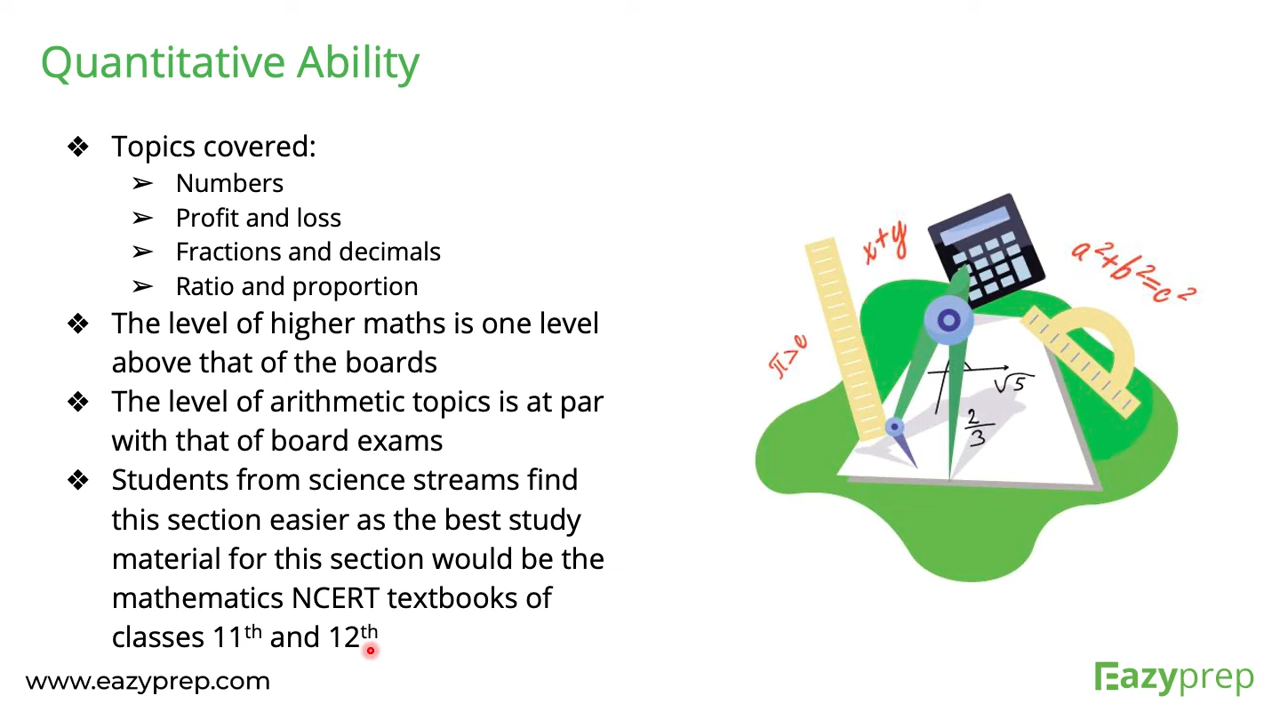 Quantitative Ability
❖ Topics covered:
➢ Numbers
➢ Profit and loss
➢ Fractions and decimals
➢ Ratio and proportion
❖ The level of higher maths is one level
above that of the boards
❖ The level of arithmetic topics is at par
with that of board exams
❖ Students from science streams find
this section easier as the best study
material for this section would be the
mathematics NCERT textbooks of
classes 11th and 12th
x+y
a²+b²=c²
π>e
√5
2/3
www.eazyprep.com
Eazyprep